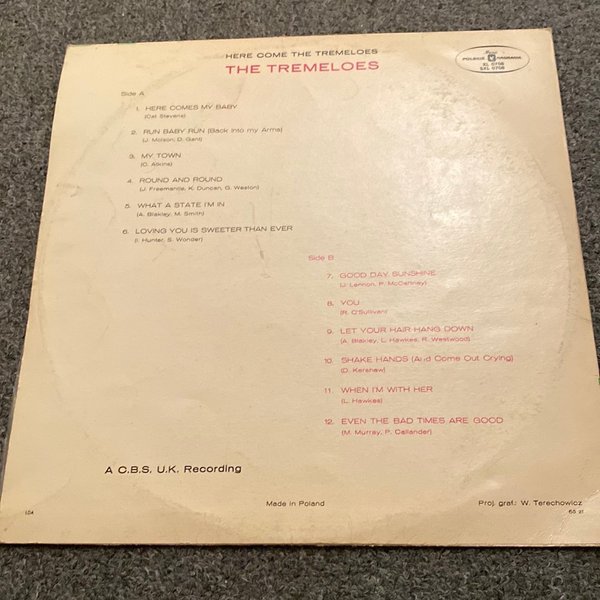 HERE COME THE TREMELOES
THE TREMELOES
Muza
POLSKIE NAGRANIA
XL 0708
SXL 0708
Side A
1. HERE COMES MY BABY
(Cat Stevens)
2. RUN BABY RUN (Back into my Arms)
(J. Molson, D. Gant)
3. MY TOWN
(C. Atkins)
4. ROUND AND ROUND
(J. Freemantle, K. Duncan, G. Weston)
5. WHAT A STATE I'M IN
(A. Blakley, M. Smith)
6. LOVING YOU IS SWEETER THAN EVER
(I. Hunter, S. Wonder)
Side B
7. GOOD DAY SUNSHINE
(J. Lennon, P. McCartney)
8. YOU
(R. O'Sullivan)
9. LET YOUR HAIR HANG DOWN
(A. Blakley, L. Hawkes, R. Westwood)
10. SHAKE HANDS (And Come Out Crying)
(D. Kershaw)
11. WHEN I'M WITH HER
(L. Hawkes)
12. EVEN THE BAD TIMES ARE GOOD
(M. Murray, P. Callander)
A C.B.S. U.K. Recording
Made in Poland
Proj. graf.: W. Terechowicz